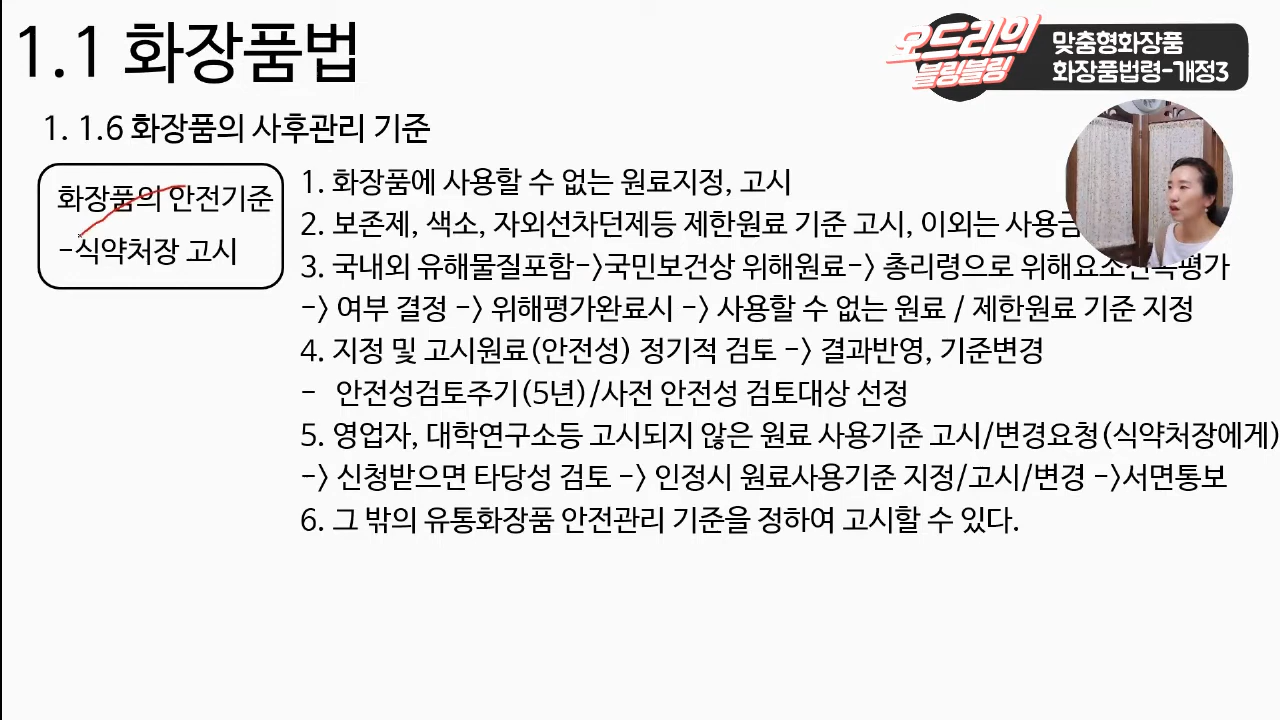 1.1 화장품법
오드리의
블링블링
맞춤형화장품
화장품법령-개정3
1. 1.6 화장품의 사후관리 기준
화장품의 안전기준
-식약처장 고시
1. 화장품에 사용할 수 없는 원료지정, 고시
2. 보존제, 색소, 자외선차단제등 제한원료 기준 고시, 이외는
3. 국내외 유해물질포함->국민보건상 위해원료-> 총리령으로
-> 여부 결정 -> 위해평가완료시 -> 사용할 수 없는 원료 / 제한원료 기준 지정
4. 지정 및 고시원료(안전성) 정기적 검토 -> 결과반영, 기준변경
- 안전성검토주기(5년)/사전 안전성 검토대상 선정
5. 영업자, 대학연구소등 고시되지 않은 원료 사용기준 고시/변경요청(식약처장에게)
-> 신청받으면 타당성 검토 -> 인정시 원료사용기준 지정/고시/변경 ->서면통보
6. 그 밖의 유통화장품 안전관리 기준을 정하여 고시할 수 있다.